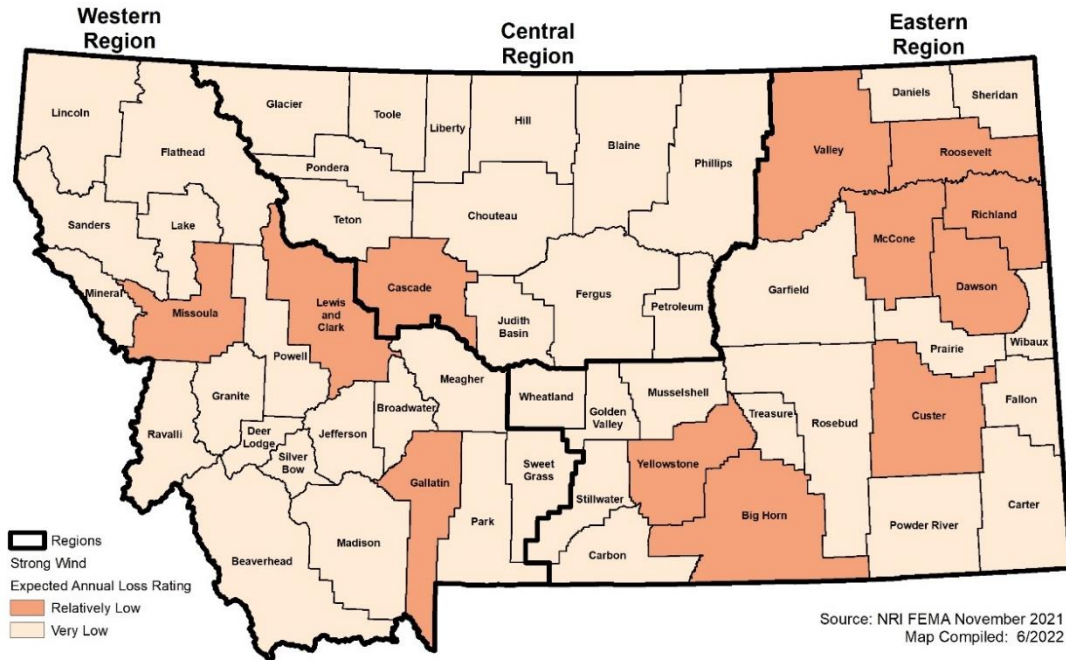 Western
Region
Central
Region
Eastern
Region
Lincoln
Flathead
Glacier
Toole
Liberty
Hill
Blaine
Phillips
Valley
Daniels
Sheridan
Roosevelt
Pondera
Sanders
Lake
Teton
Chouteau
McCone
Richland
Mineral
Missoula
Lewis
and
Clark
Cascade
Judith
Basin
Fergus
Petroleum
Garfield
Dawson
Prairie
Wibaux
Powell
Meagher
Wheatland
Golden
Valley
Musselshell
Treasure
Rosebud
Custer
Fallon
Ravalli
Granite
Deer
Lodge
Silver
Bow
Jefferson
Broadwater
Gallatin
Park
Sweet
Grass
Stillwater
Yellowstone
Big Horn
Powder River
Carter
Beaverhead
Madison
Carbon
Regions
Strong Wind
Expected Annual Loss Rating
Relatively Low
Very Low
Source: NRI FEMA November 2021
Map Compiled: 6/2022